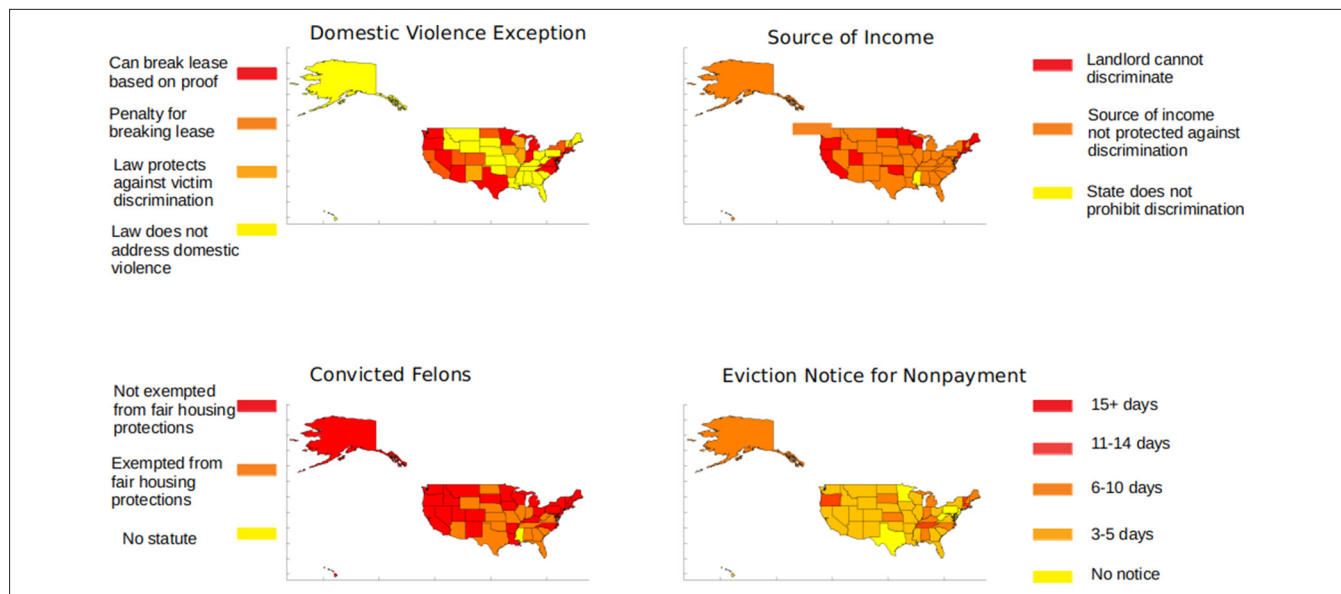 Domestic Violence Exception
Can break lease
based on proof
Penalty for
breaking lease
Law protects
against victim
discrimination
Law does not
address domestic
violence
Source of Income
Landlord cannot
discriminate
Source of income
not protected against
discrimination
State does not
prohibit discrimination
Convicted Felons
Not exempted
from fair housing
protections
Exempted from
fair housing
protections
No statute
Eviction Notice for Nonpayment
15+ days
11-14 days
6-10 days
3-5 days
No notice